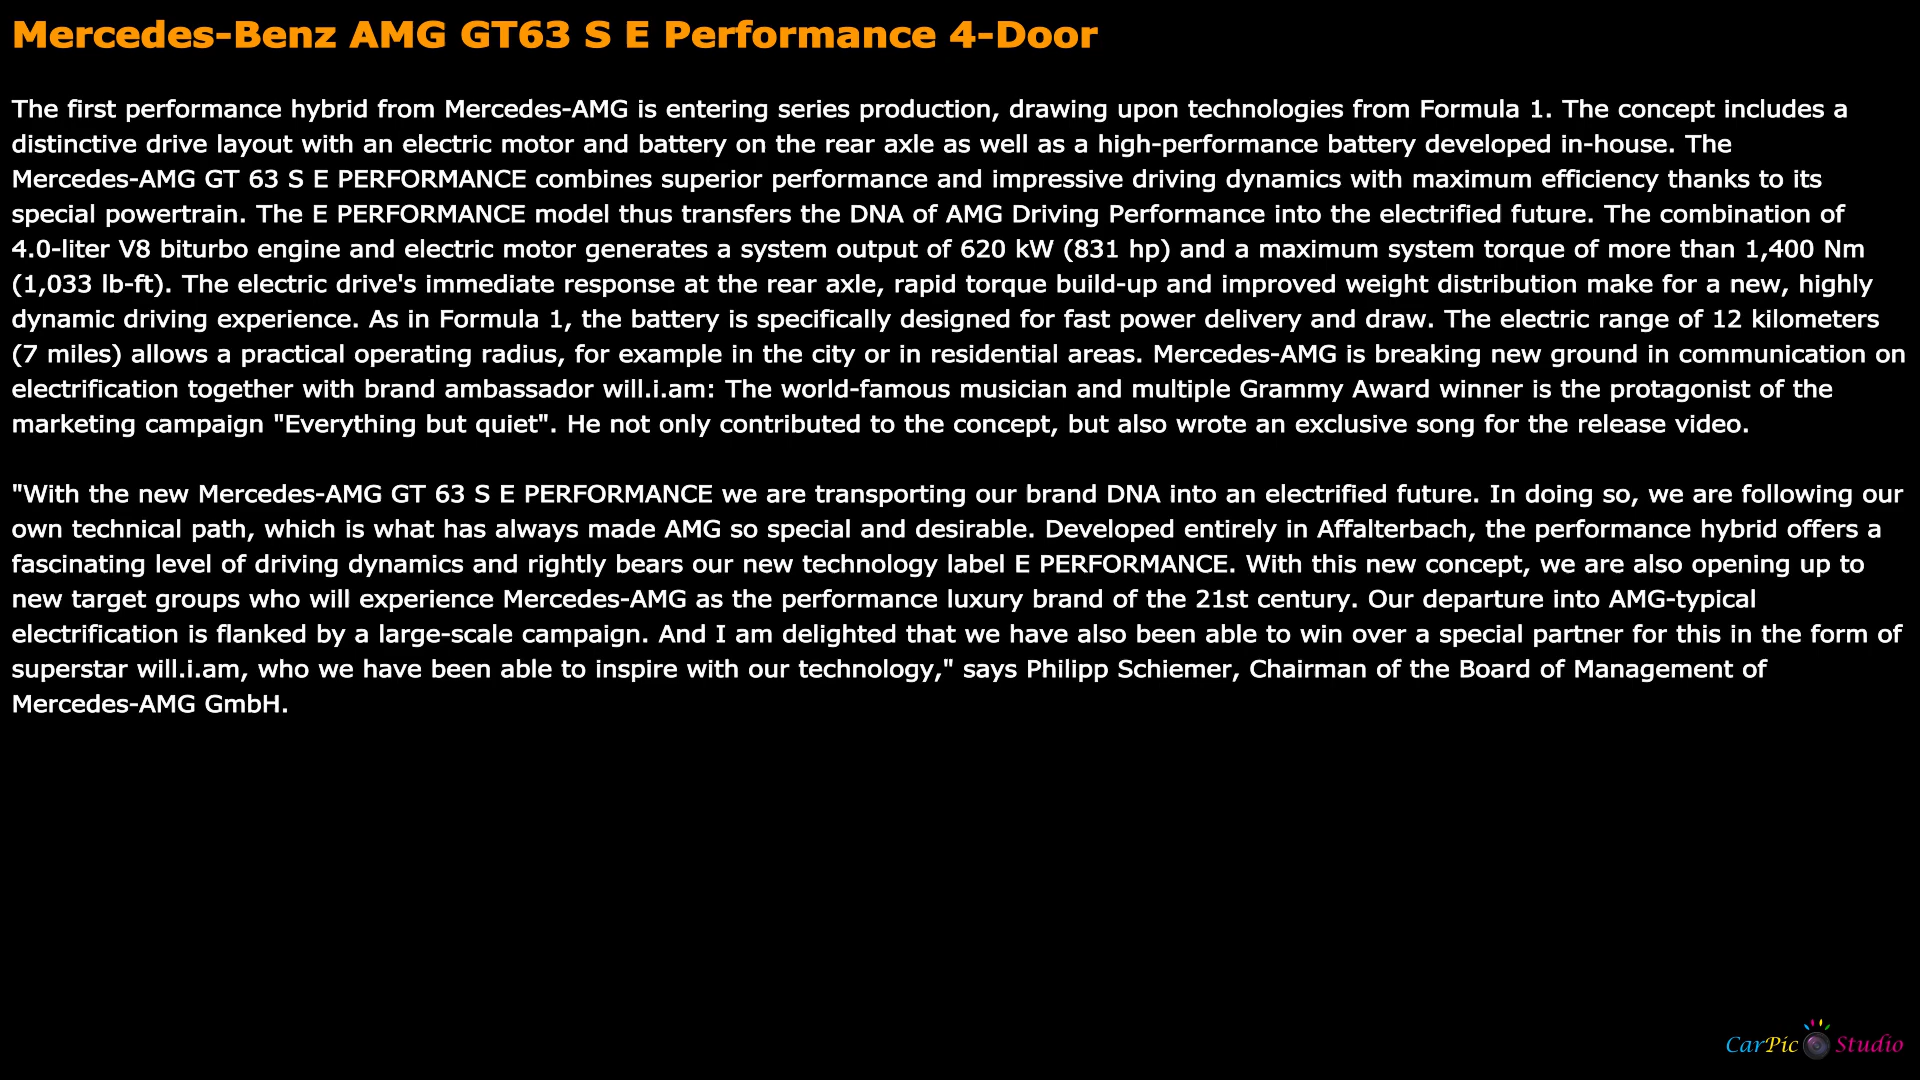 Mercedes-Benz AMG GT63 S E Performance 4-Door
The first performance hybrid from Mercedes-AMG is entering series production, drawing upon technologies from Formula 1. The concept includes a
distinctive drive layout with an electric motor and battery on the rear axle as well as a high-performance battery developed in-house. The
Mercedes-AMG GT 63 S E PERFORMANCE combines superior performance and impressive driving dynamics with maximum efficiency thanks to its
special powertrain. The E PERFORMANCE model thus transfers the DNA of AMG Driving Performance into the electrified future. The combination of
4.0-liter V8 biturbo engine and electric motor generates a system output of 620 kW (831 hp) and a maximum system torque of more than 1,400 Nm
(1,033 lb-ft). The electric drive's immediate response at the rear axle, rapid torque build-up and improved weight distribution make for a new, highly
dynamic driving experience. As in Formula 1, the battery is specifically designed for fast power delivery and draw. The electric range of 12 kilometers
(7 miles) allows a practical operating radius, for example in the city or in residential areas. Mercedes-AMG is breaking new ground in communication on
electrification together with brand ambassador will.i.am: The world-famous musician and multiple Grammy Award winner is the protagonist of the
marketing campaign "Everything but quiet". He not only contributed to the concept, but also wrote an exclusive song for the release video.
"With the new Mercedes-AMG GT 63 S E PERFORMANCE we are transporting our brand DNA into an electrified future. In doing so, we are following our
own technical path, which is what has always made AMG so special and desirable. Developed entirely in Affalterbach, the performance hybrid offers a
fascinating level of driving dynamics and rightly bears our new technology label E PERFORMANCE. With this new concept, we are also opening up to
new target groups who will experience Mercedes-AMG as the performance luxury brand of the 21st century. Our departure into AMG-typical
electrification is flanked by a large-scale campaign. And I am delighted that we have also been able to win over a special partner for this in the form of
superstar will.i.am, who we have been able to inspire with our technology," says Philipp Schiemer, Chairman of the Board of Management of
Mercedes-AMG GmbH.
CarPic Studio